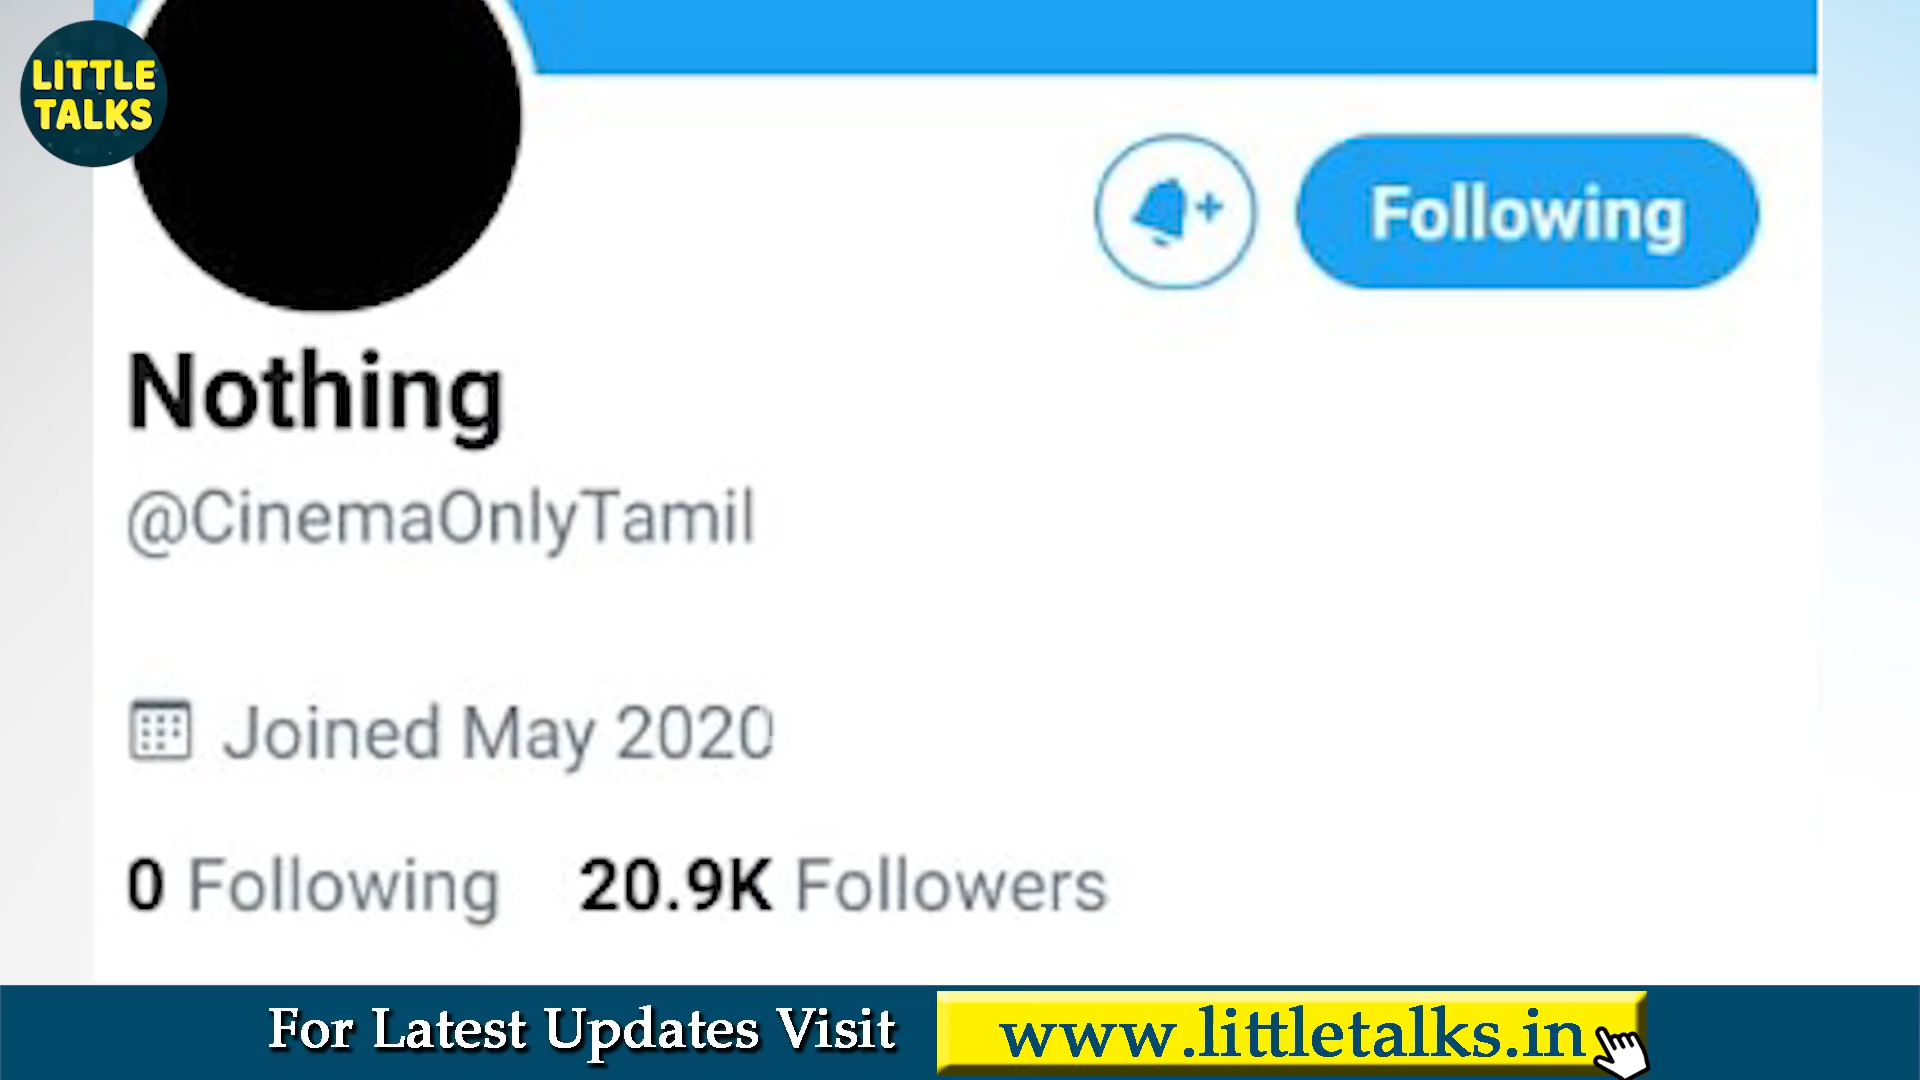 LITTLE
TALKS
Following
Nothing
@CinemaOnlyTamil
Joined May 2020
0 Following 20.9K Followers
For Latest Updates Visit www.littletalks.in